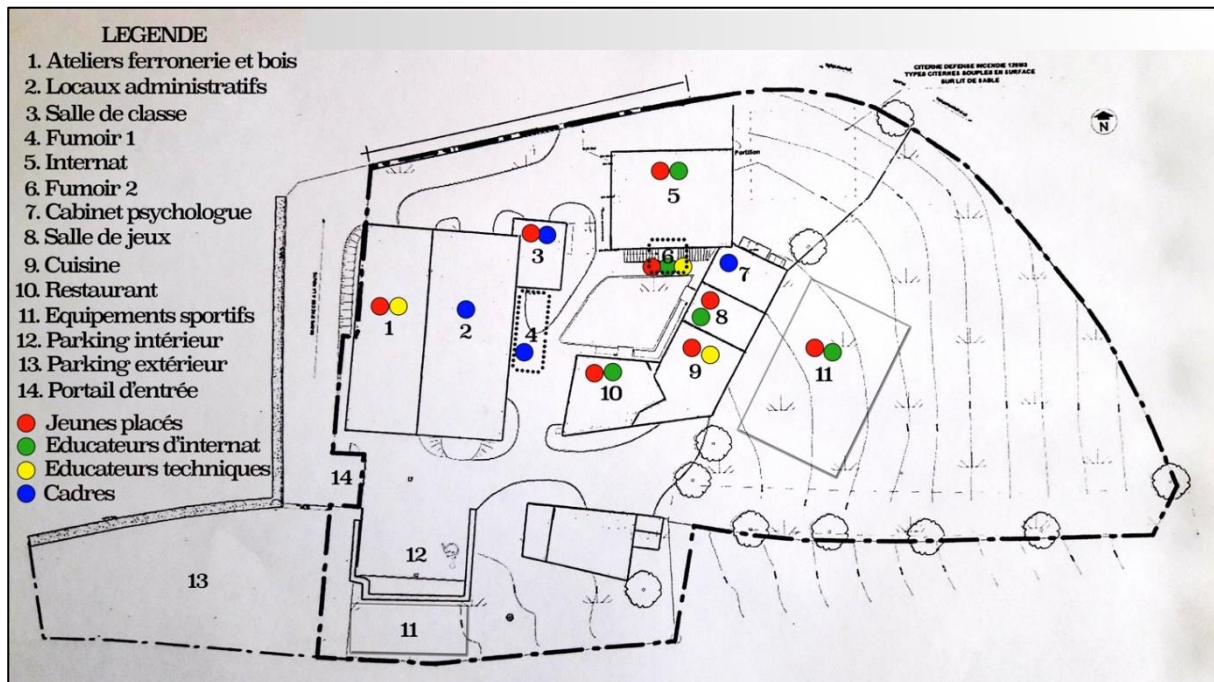 LEGENDE
1. Ateliers ferronerie et bois
2. Locaux administratifs
3. Salle de classe
4. Fumoir 1
5. Internat
6. Fumoir 2
7. Cabinet psychologue
8. Salle de jeux
9. Cuisine
10. Restaurant
11. Equipements sportifs
12. Parking intérieur
13. Parking extérieur
14. Portail d'entrée
Jeunes placés
Educateurs d'internat
Educateurs techniques
Cadres
CITERNE DEFENSE INCENDIE 120M3
TYPES CITERNES SOUPLES EN SURFACE
SUR LIT DE SABLE
N
Portillon
5
6
3
7
1
2
4
8
9
10
11
14
12
13
11